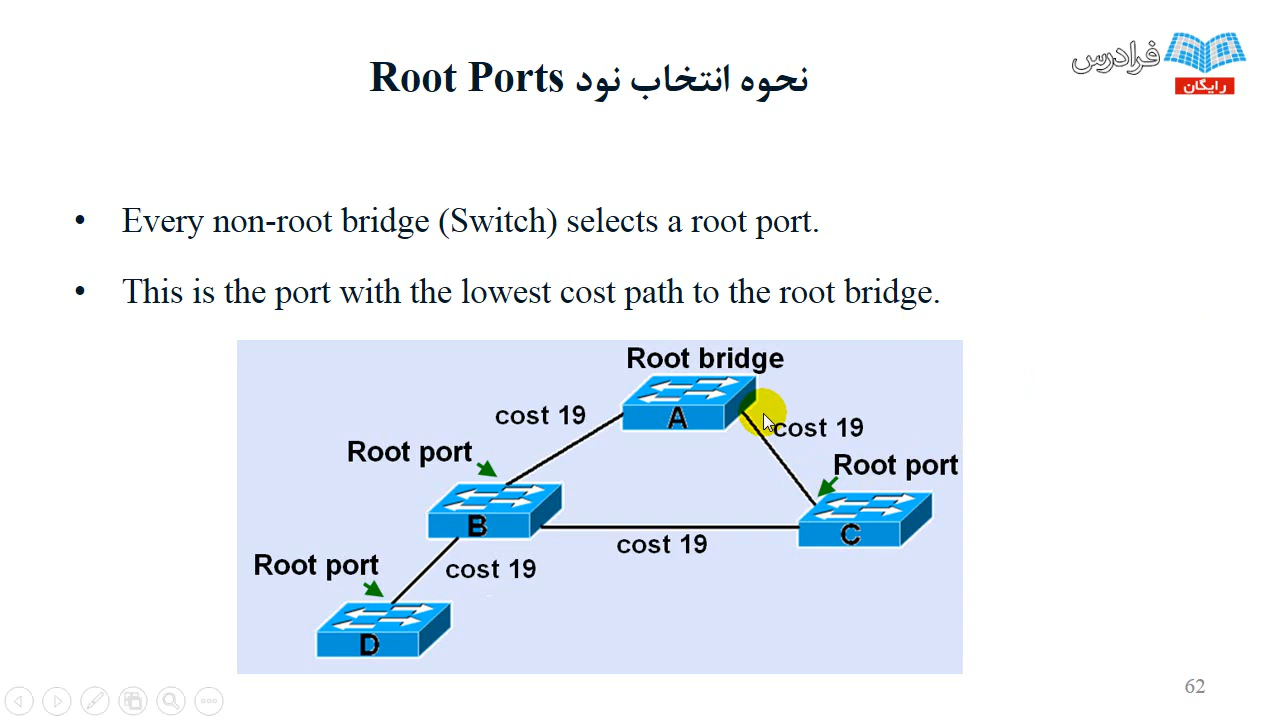 نحوه انتخاب نود Root Ports
فرادرس
رایگان
• Every non-root bridge (Switch) selects a root port.
• This is the port with the lowest cost path to the root bridge.
Root bridge
A
cost 19
cost 19
Root port
Root port
B
C
cost 19
Root port
cost 19
D
62